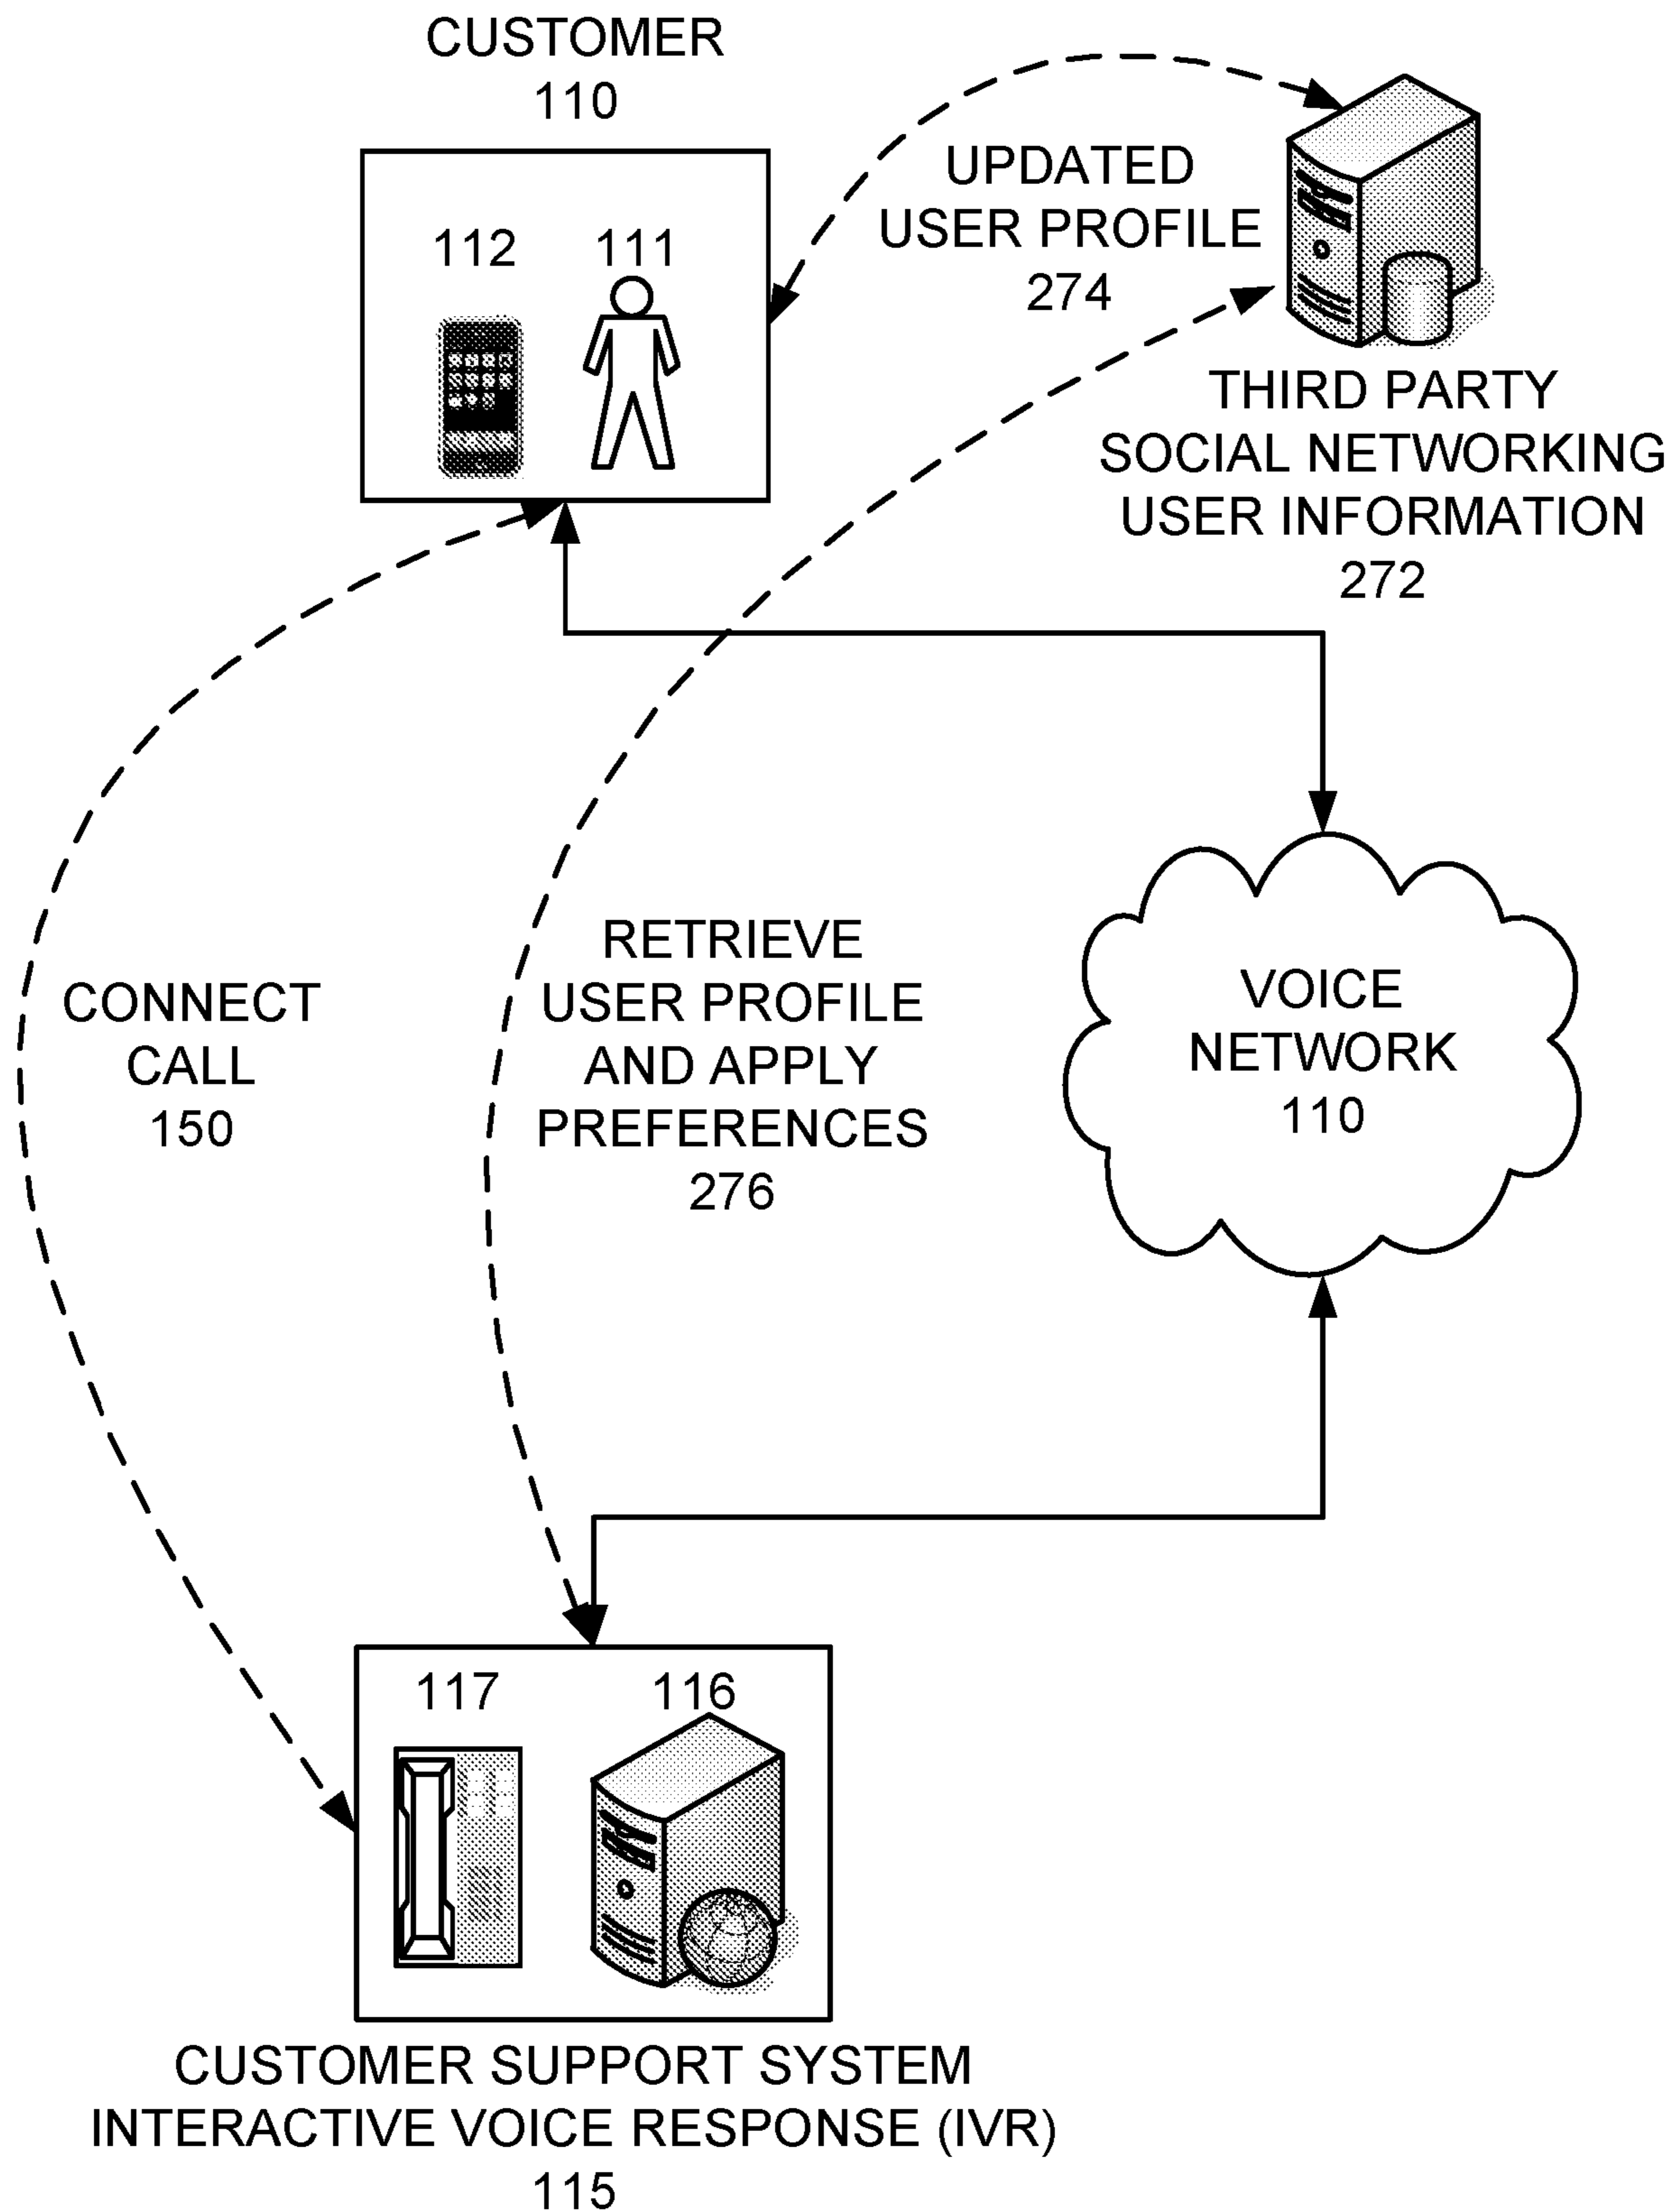 CUSTOMER
110
112
111
UPDATED
USER PROFILE
274
THIRD PARTY
SOCIAL NETWORKING
USER INFORMATION
272
CONNECT
CALL
150
RETRIEVE
USER PROFILE
AND APPLY
PREFERENCES
276
VOICE
NETWORK
110
117
116
CUSTOMER SUPPORT SYSTEM
INTERACTIVE VOICE RESPONSE (IVR)
115